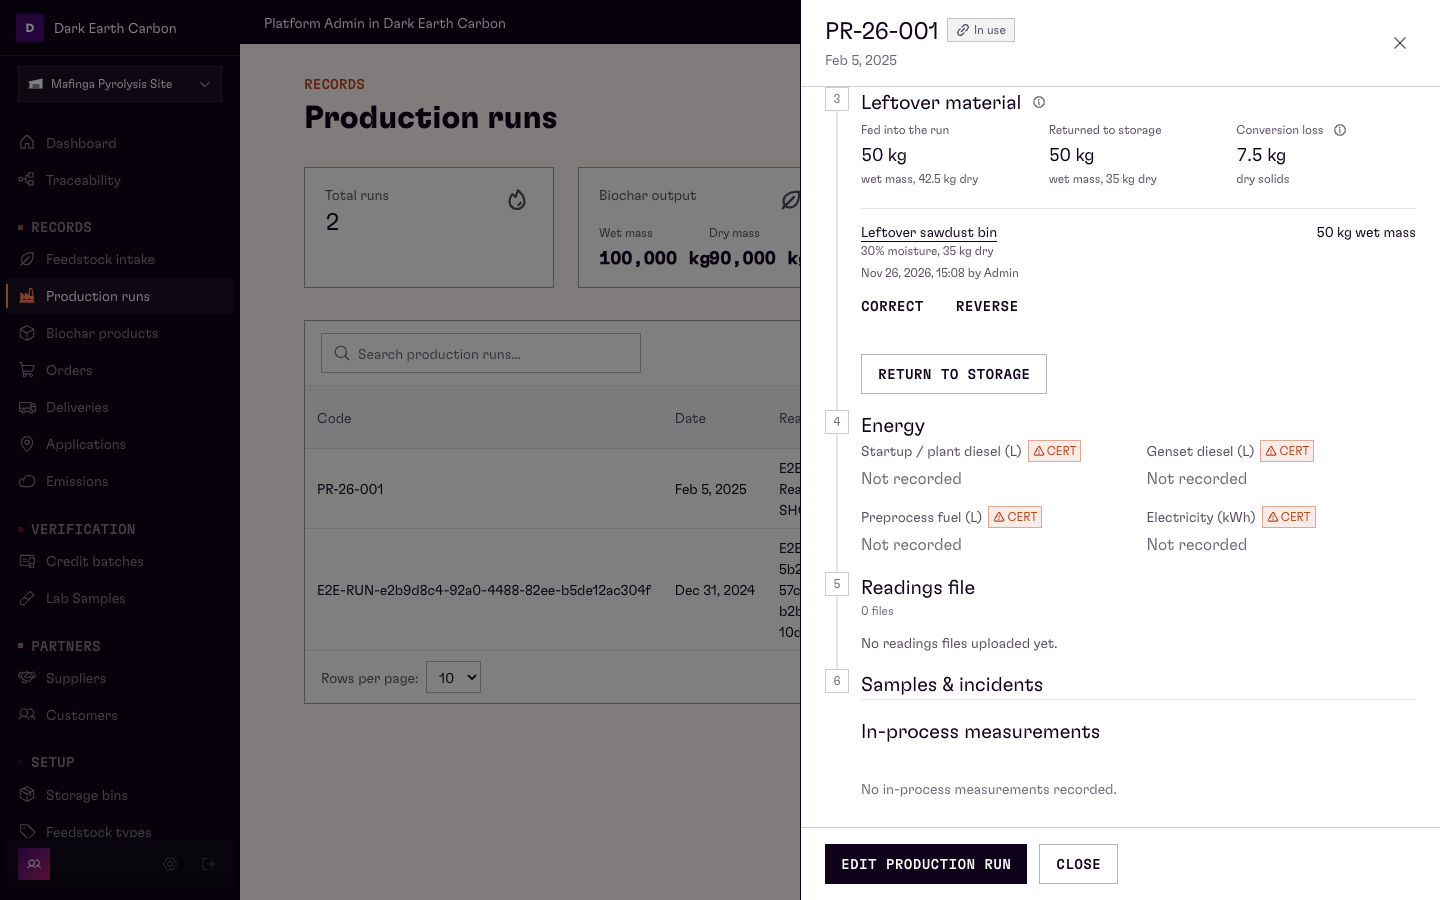 D
Dark Earth Carbon
Platform Admin in Dark Earth Carbon
Mafinga Pyrolysis Site
Dashboard
Traceability
RECORDS
Feedstock intake
Production runs
Biochar products
Orders
Deliveries
Applications
Emissions
VERIFICATION
Credit batches
Lab Samples
PARTNERS
Suppliers
Customers
SETUP
Storage bins
Feedstock types
RECORDS
Production runs
Total runs
2
Biochar output
Wet mass
Dry mass
100,000 kg
90,000 k
Search production runs...
Code
Date
Rea
PR-26-001
Feb 5, 2025
E2E
Rea
SH
E2E-RUN-e2b9d8c4-92a0-4488-82ee-b5de12ac304f
Dec 31, 2024
E2E
5b2
57c
b2b
10d
Rows per page:
10
PR-26-001
In use
Feb 5, 2025
3
Leftover material
Fed into the run
Returned to storage
Conversion loss
50 kg
50 kg
7.5 kg
wet mass, 42.5 kg dry
wet mass, 35 kg dry
dry solids
Leftover sawdust bin
50 kg wet mass
30% moisture, 35 kg dry
Nov 26, 2026, 15:08 by Admin
CORRECT
REVERSE
RETURN TO STORAGE
4
Energy
Startup / plant diesel (L)
CERT
Genset diesel (L)
CERT
Not recorded
Not recorded
Preprocess fuel (L)
CERT
Electricity (kWh)
CERT
Not recorded
Not recorded
5
Readings file
0 files
No readings files uploaded yet.
6
Samples & incidents
In-process measurements
No in-process measurements recorded.
EDIT PRODUCTION RUN
CLOSE